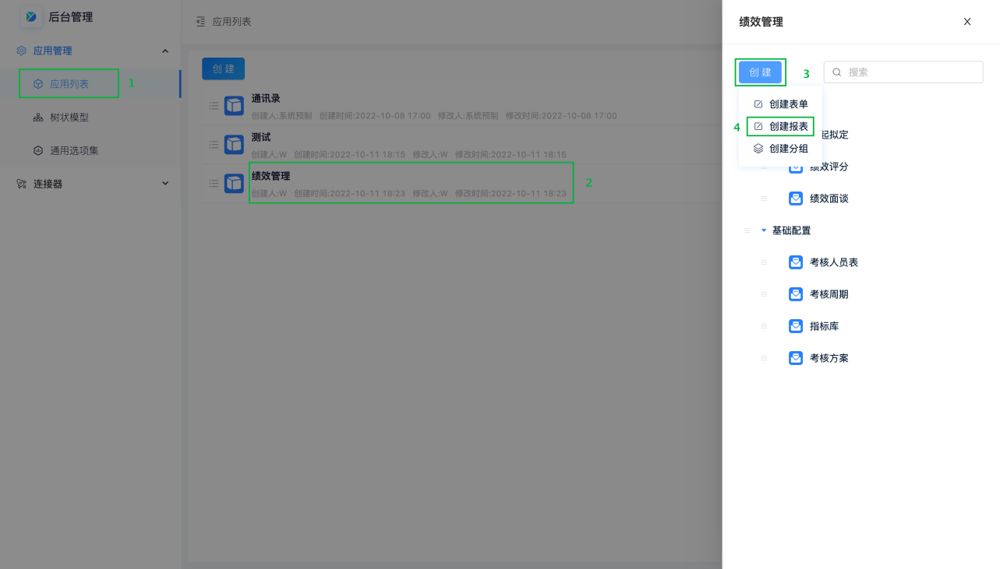 后台管理
应用管理
应用列表
1
树状模型
通用选项集
连接器
应用列表
创 建
通讯录
创建人:系统预制 创建时间:2022-10-08 17:00 修改人:系统预制 修改时间:2022-10-08 17:00
测试
创建人:W 创建时间:2022-10-11 18:15 修改人:W 修改时间:2022-10-11 18:15
绩效管理
创建人:W 创建时间:2022-10-11 18:23 修改人:W 修改时间:2022-10-11 18:23
2
绩效管理
创 建
3
搜索
创建表单
4
创建报表
创建分组
起拟定
绩效评分
绩效面谈
基础配置
考核人员表
考核周期
指标库
考核方案